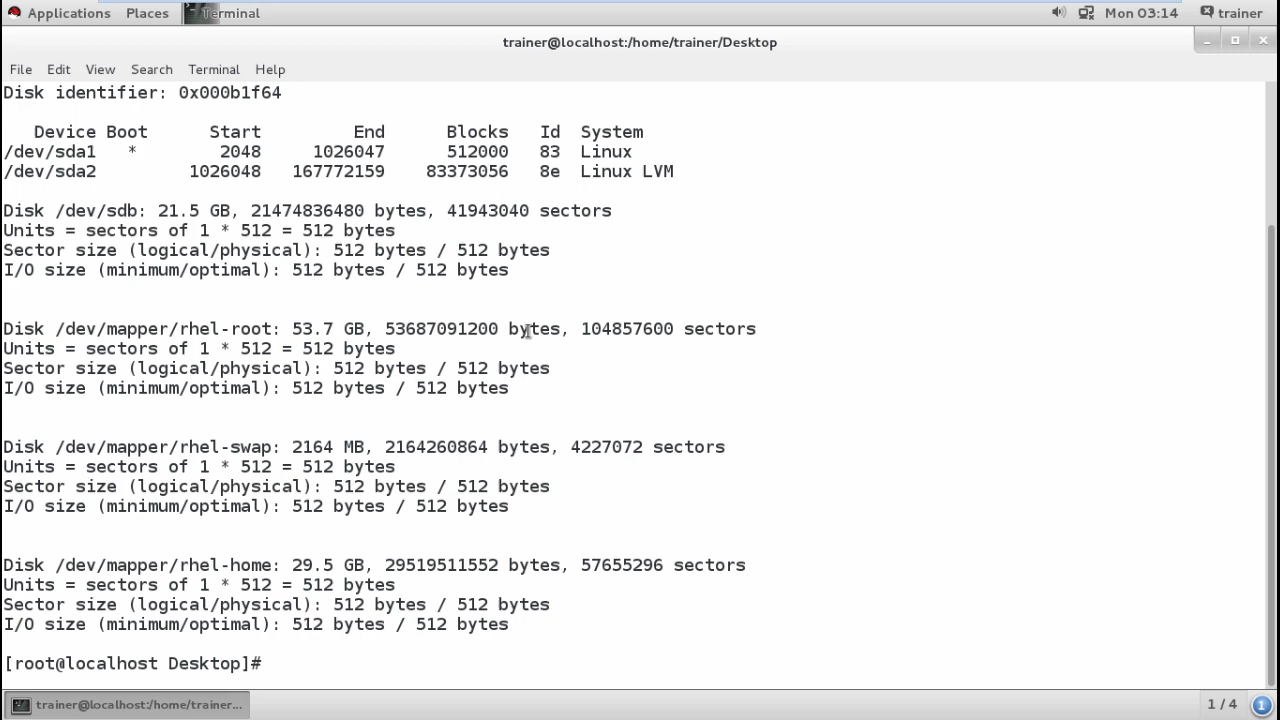 Applications Places Terminal Mon 03:14 trainer
trainer@localhost:/home/trainer/Desktop
File Edit View Search Terminal Help
Disk identifier: 0x000b1f64
Device Boot Start End Blocks Id System
/dev/sda1 * 2048 1026047 512000 83 Linux
/dev/sda2 1026048 167772159 83373056 8e Linux LVM
Disk /dev/sdb: 21.5 GB, 21474836480 bytes, 41943040 sectors
Units = sectors of 1 * 512 = 512 bytes
Sector size (logical/physical): 512 bytes / 512 bytes
I/O size (minimum/optimal): 512 bytes / 512 bytes
Disk /dev/mapper/rhel-root: 53.7 GB, 53687091200 bytes, 104857600 sectors
Units = sectors of 1 * 512 = 512 bytes
Sector size (logical/physical): 512 bytes / 512 bytes
I/O size (minimum/optimal): 512 bytes / 512 bytes
Disk /dev/mapper/rhel-swap: 2164 MB, 2164260864 bytes, 4227072 sectors
Units = sectors of 1 * 512 = 512 bytes
Sector size (logical/physical): 512 bytes / 512 bytes
I/O size (minimum/optimal): 512 bytes / 512 bytes
Disk /dev/mapper/rhel-home: 29.5 GB, 29519511552 bytes, 57655296 sectors
Units = sectors of 1 * 512 = 512 bytes
Sector size (logical/physical): 512 bytes / 512 bytes
I/O size (minimum/optimal): 512 bytes / 512 bytes
[root@localhost Desktop]#
trainer@localhost:/home/trainer... 1 / 4 1